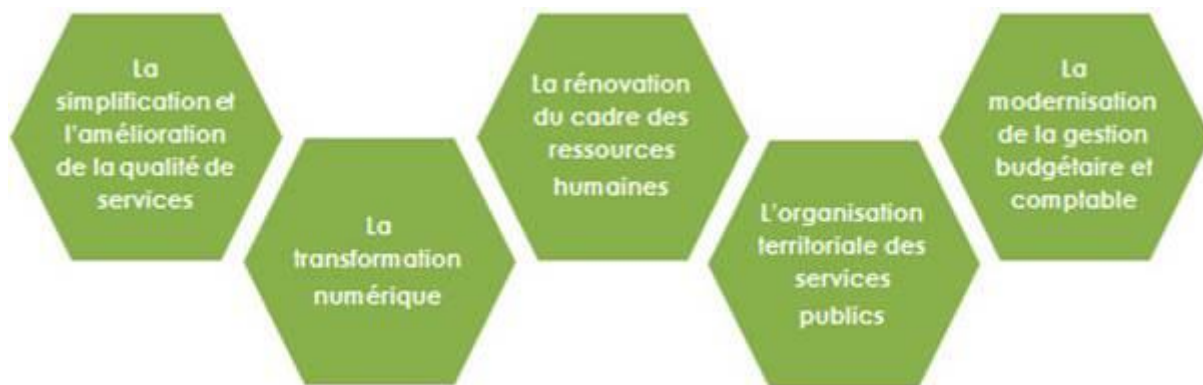 La
simplification et
l'amélioration
de la qualité de
services
La
transformation
numérique
La rénovation
du cadre des
ressources
humaines
L'organisation
territoriale des
services
publics
La
modernisation
de la gestion
budgétaire et
comptable